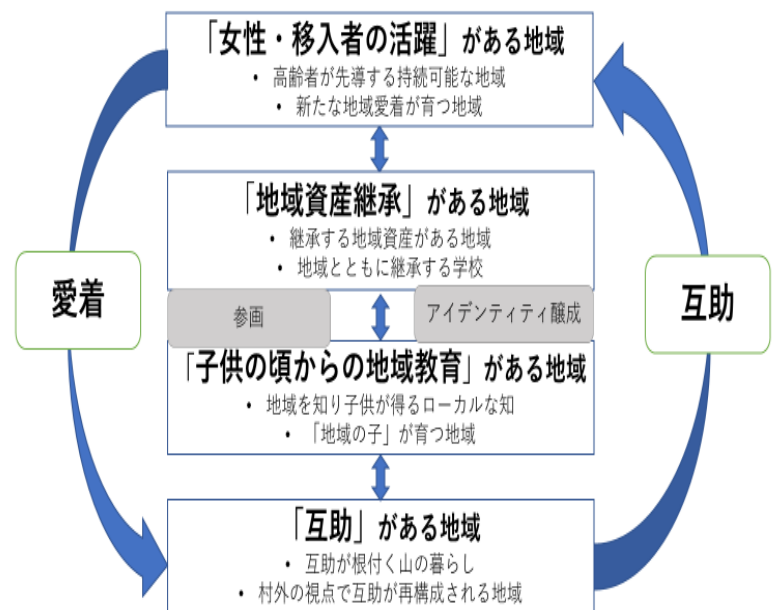 「女性・移入者の活躍」がある地域
• 高齢者が先導する持続可能な地域
• 新たな地域愛着が育つ地域
「地域資産継承」がある地域
• 継承する地域資産がある地域
• 地域とともに継承する学校
愛着
互助
参画
アイデンティティ醸成
「子供の頃からの地域教育」がある地域
• 地域を知り子供が得るローカルな知
• 「地域の子」が育つ地域
「互助」がある地域
• 互助が根付く山の暮らし
• 村外の視点で互助が再構成される地域